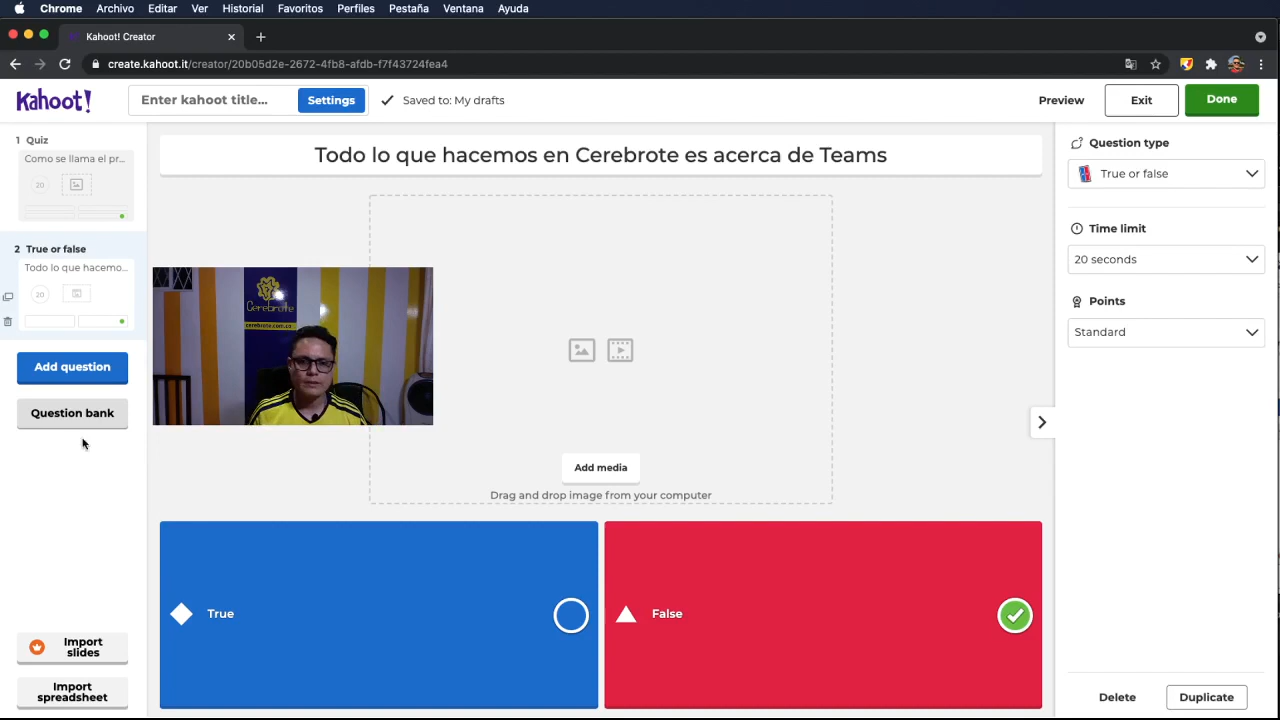 Chrome Archivo Editar Ver Historial Favoritos Perfiles Pestaña Ventana Ayuda
Kahoot! Creator
create.kahoot.it/creator/20b05d2e-2672-4fb8-afdb-f7f43724fea4
Kahoot!
Enter kahoot title...
Settings
Saved to: My drafts
Preview
Exit
Done
1 Quiz
Como se llama el pr...
20
2 True or false
Todo lo que hacemo...
20
Add question
Question bank
Import slides
Import spreadsheet
Todo lo que hacemos en Cerebrote es acerca de Teams
Cerebrote
cerebrote.com.co
Add media
Drag and drop image from your computer
True
False
Question type
True or false
Time limit
20 seconds
Points
Standard
Delete
Duplicate